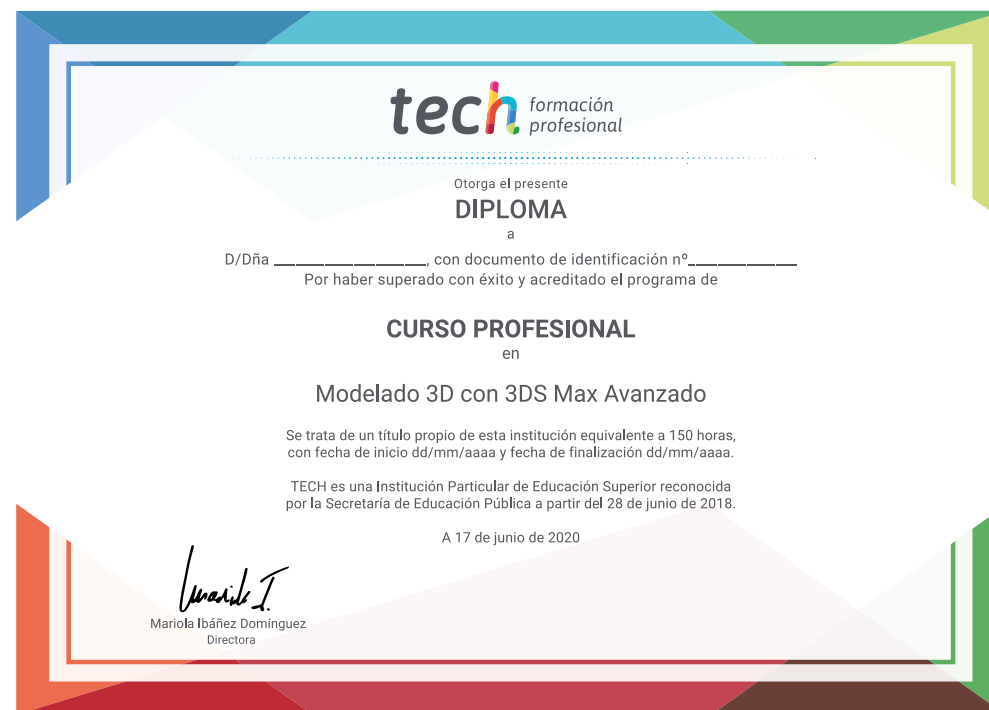 tech formación
profesional
Otorga el presente
DIPLOMA
a
D/Dña _________________, con documento de identificación nº____________
Por haber superado con éxito y acreditado el programa de
CURSO PROFESIONAL
en
Modelado 3D con 3DS Max Avanzado
Se trata de un título propio de esta institución equivalente a 150 horas,
con fecha de inicio dd/mm/aaaa y fecha de finalización dd/mm/aaaa.
TECH es una Institución Particular de Educación Superior reconocida
por la Secretaría de Educación Pública a partir del 28 de junio de 2018.
A 17 de junio de 2020
Mariola Ibáñez Domínguez
Directora